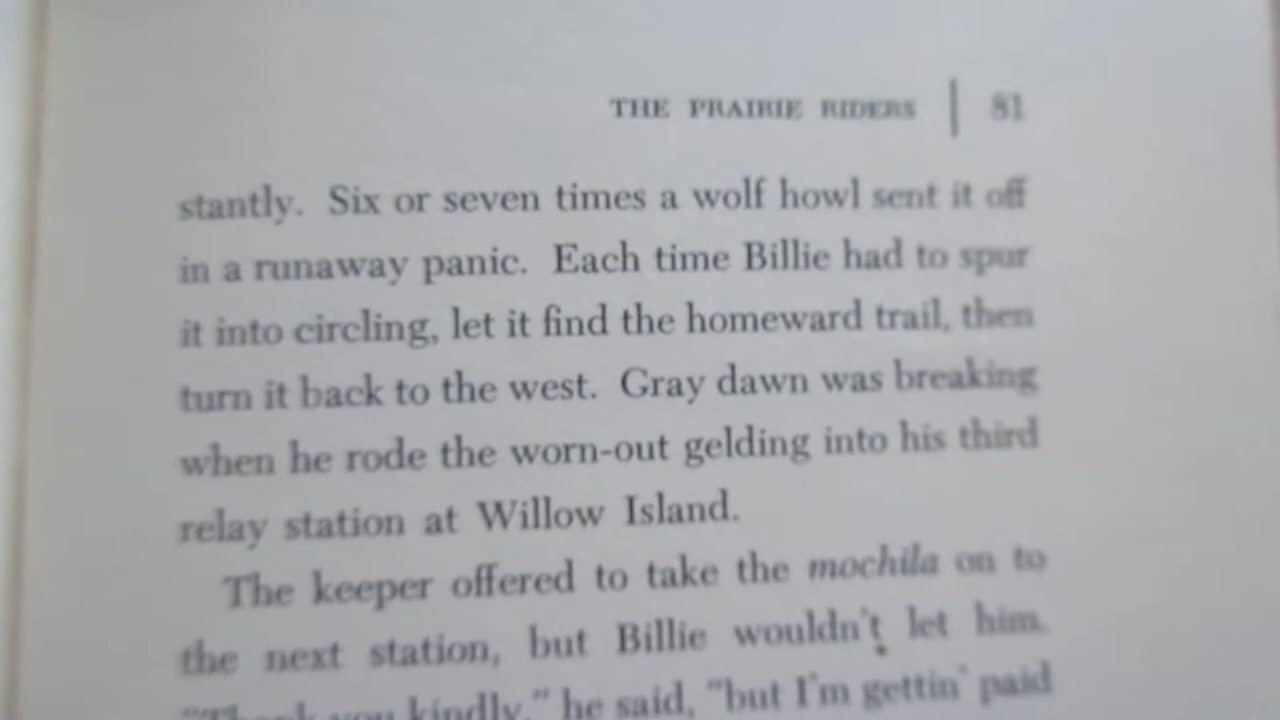 THE PRAIRIE RIDERS | 81
stantly. Six or seven times a wolf howl sent it off
in a runaway panic. Each time Billie had to spur
it into circling, let it find the homeward trail, then
turn it back to the west. Gray dawn was breaking
when he rode the worn-out gelding into his third
relay station at Willow Island.
The keeper offered to take the mochila on to
the next station, but Billie wouldn't let him.
"Thank you kindly," he said, "but I'm gettin' paid